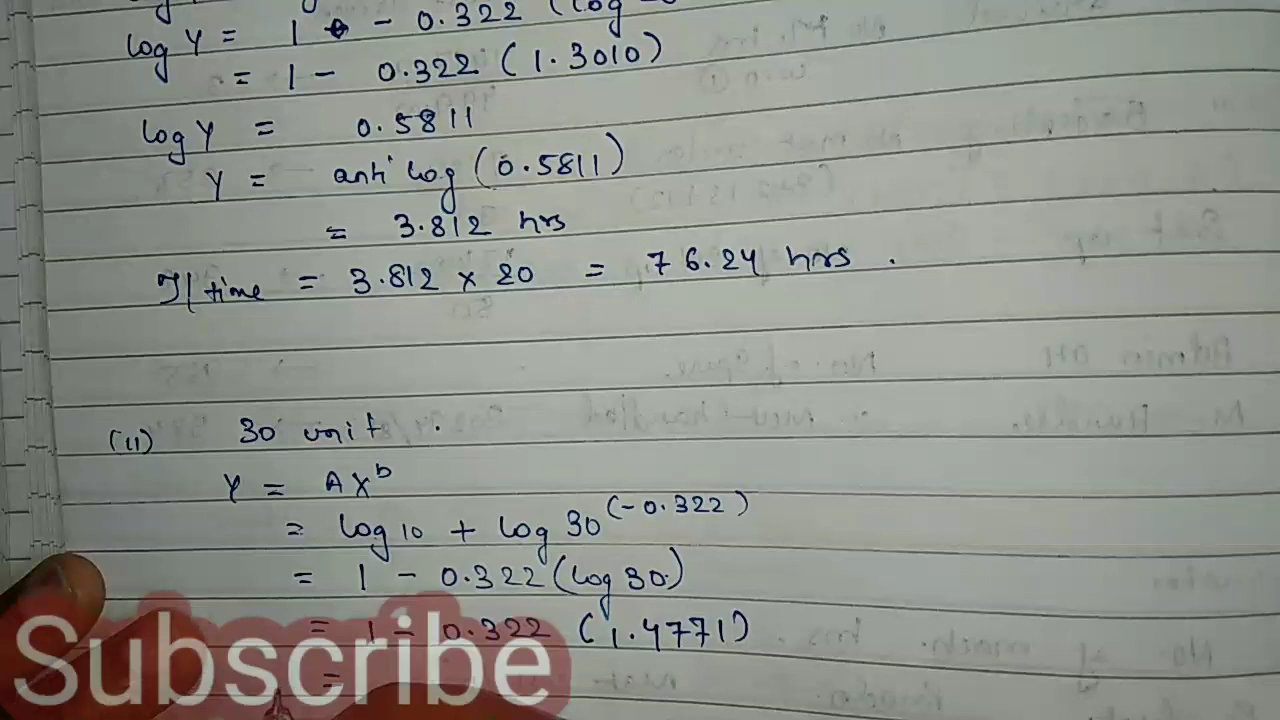 log Y = 1 - 0.322 (log
= 1 - 0.322 (1.3010)
log Y = 0.5811
Y = anti log (0.5811)
= 3.812 hrs
T/time = 3.812 x 20 = 76.24 hrs.
(ii) 30 unit.
Y = AX^b
= log 10 + log 30^(-0.322)
= 1 - 0.322 (log 30)
= 1 - 0.322 (1.4771)
=
Subscribe